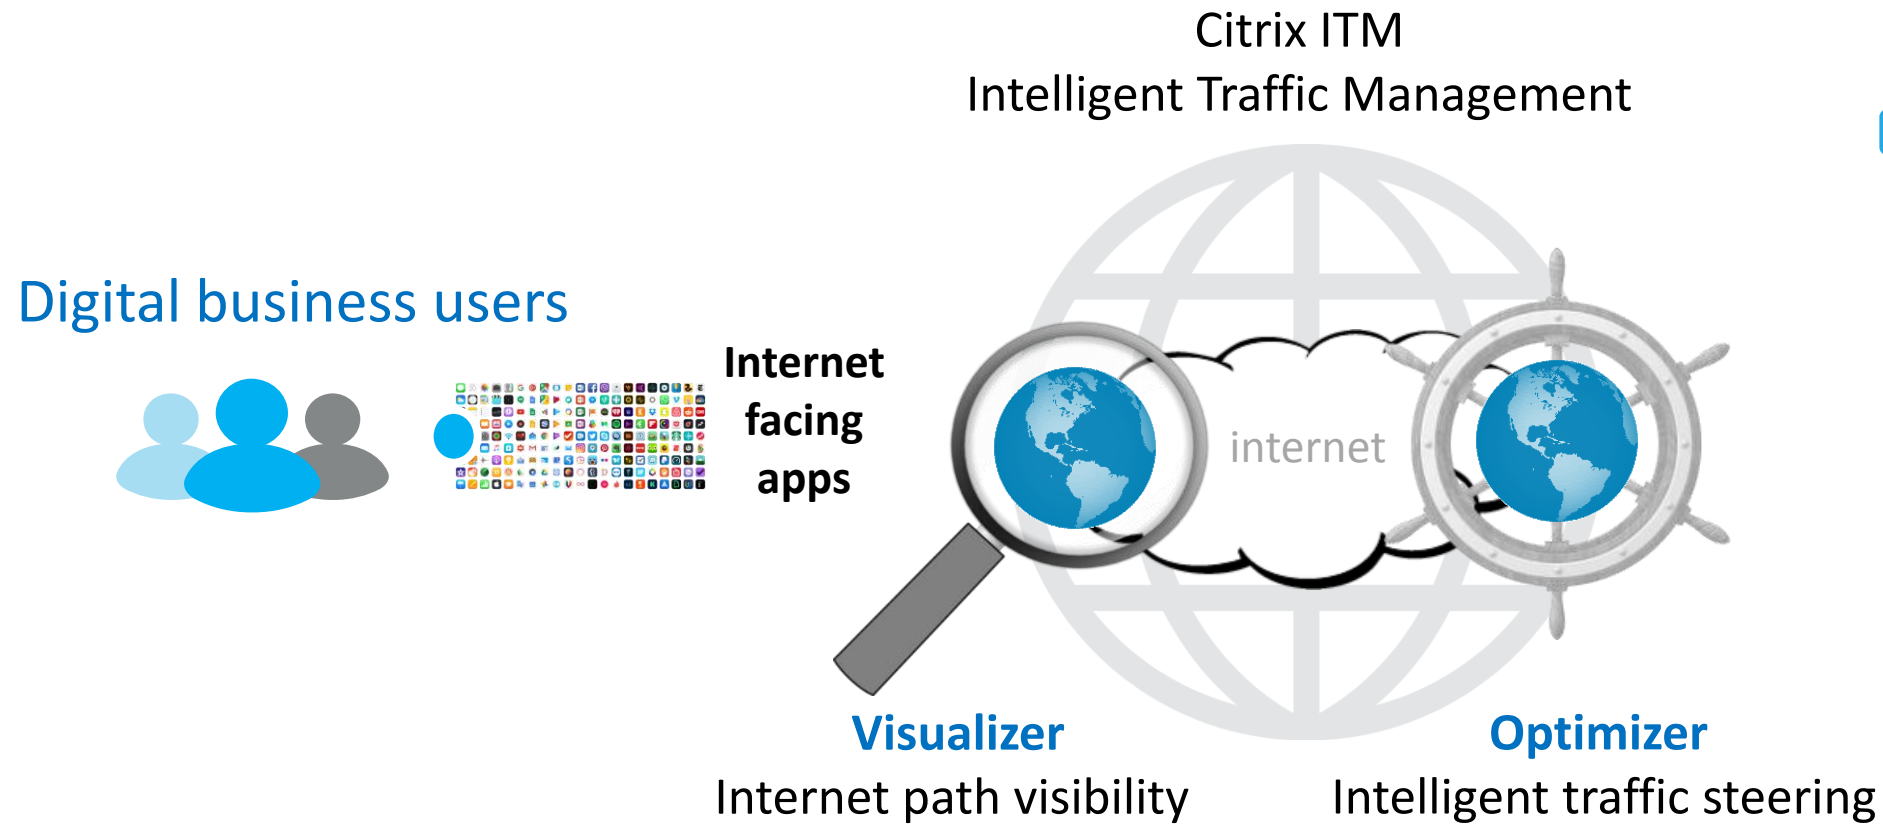 Citrix ITM
Intelligent Traffic Management
Digital business users
Internet
facing
apps
internet
Visualizer
Internet path visibility
Optimizer
Intelligent traffic steering